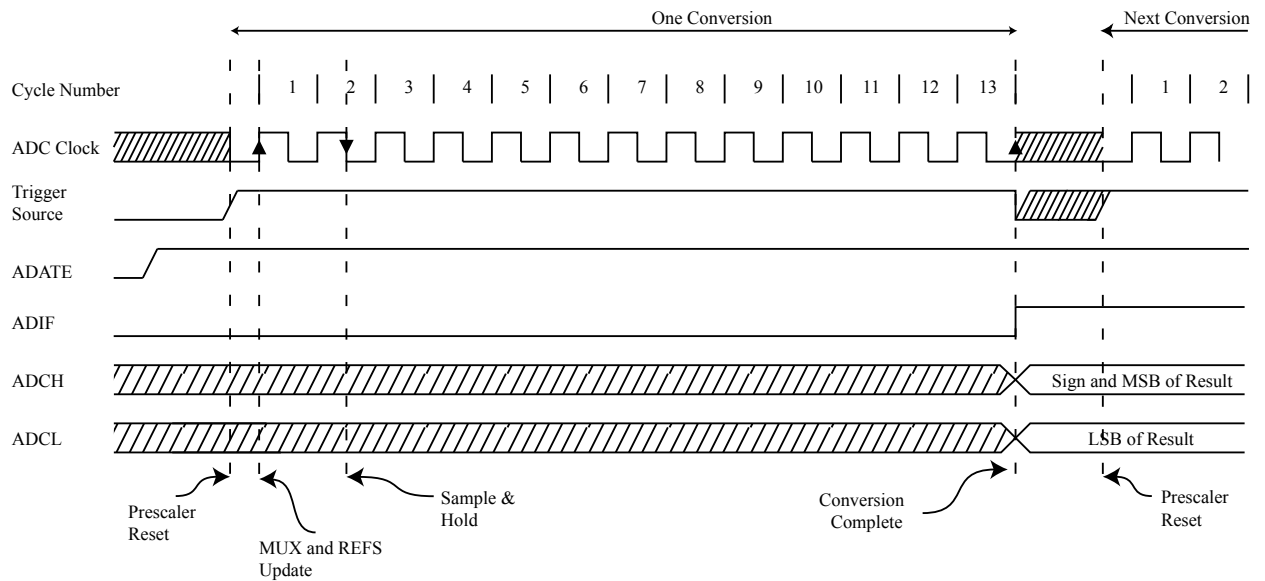 One Conversion
Next Conversion
Cycle Number
1 2 3 4 5 6 7 8 9 10 11 12 13 1 2
ADC Clock
Trigger
Source
ADATE
ADIF
ADCH
Sign and MSB of Result
ADCL
LSB of Result
Prescaler
Reset
MUX and REFS
Update
Sample &
Hold
Conversion
Complete
Prescaler
Reset